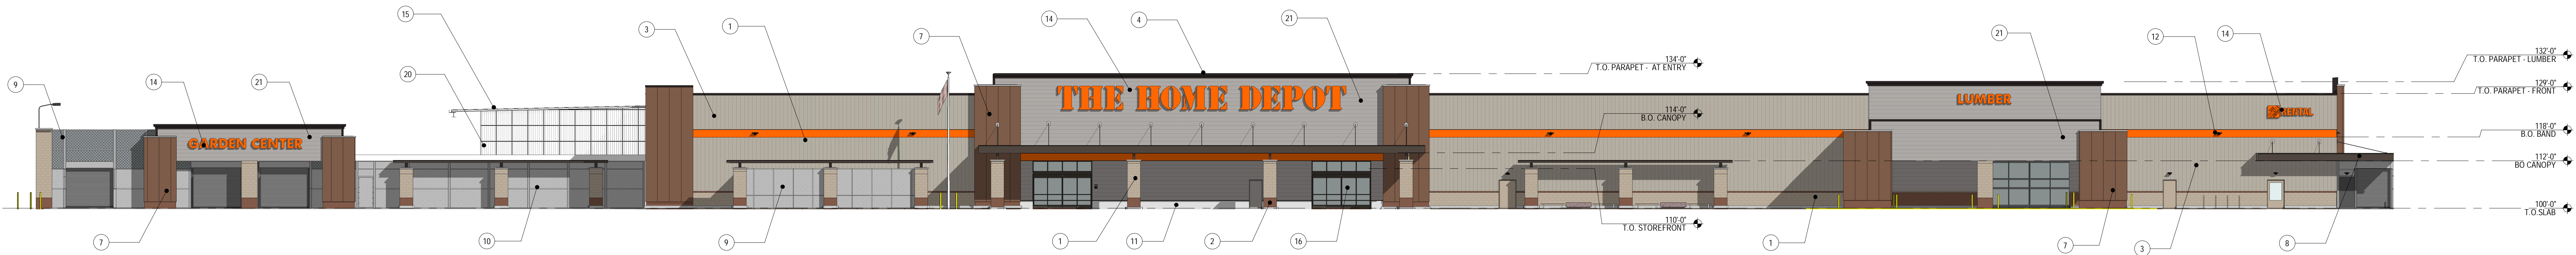 15
3
1
7
14
4
21
21
12
14
9
14
21
20
134'-0"
T.O. PARAPET - AT ENTRY
132'-0"
T.O. PARAPET - LUMBER
129'-0"
T.O. PARAPET - FRONT
THE HOME DEPOT
LUMBER
RENTAL
GARDEN CENTER
114'-0"
B.O. CANOPY
118'-0"
B.O. BAND
112'-0"
BO CANOPY
110'-0"
T.O. STOREFRONT
100'-0"
T.O.SLAB
7
10
9
1
11
2
16
1
7
3
8